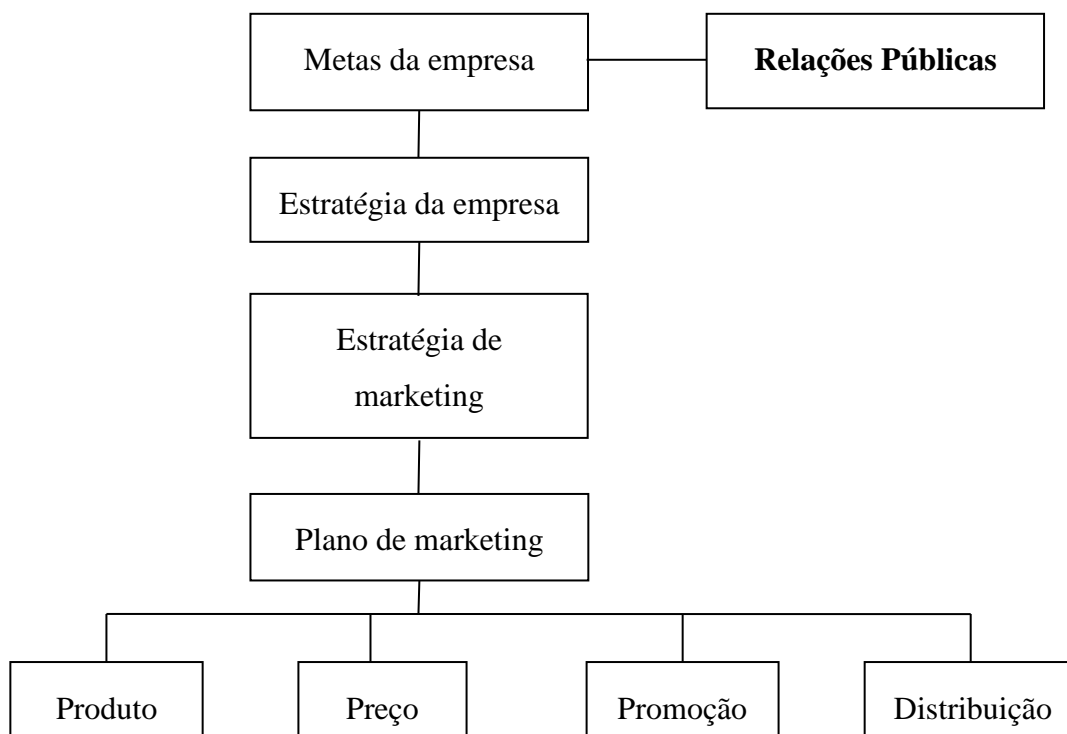 Metas da empresa
Relações Públicas
Estratégia da empresa
Estratégia de
marketing
Plano de marketing
Produto
Preço
Promoção
Distribuição